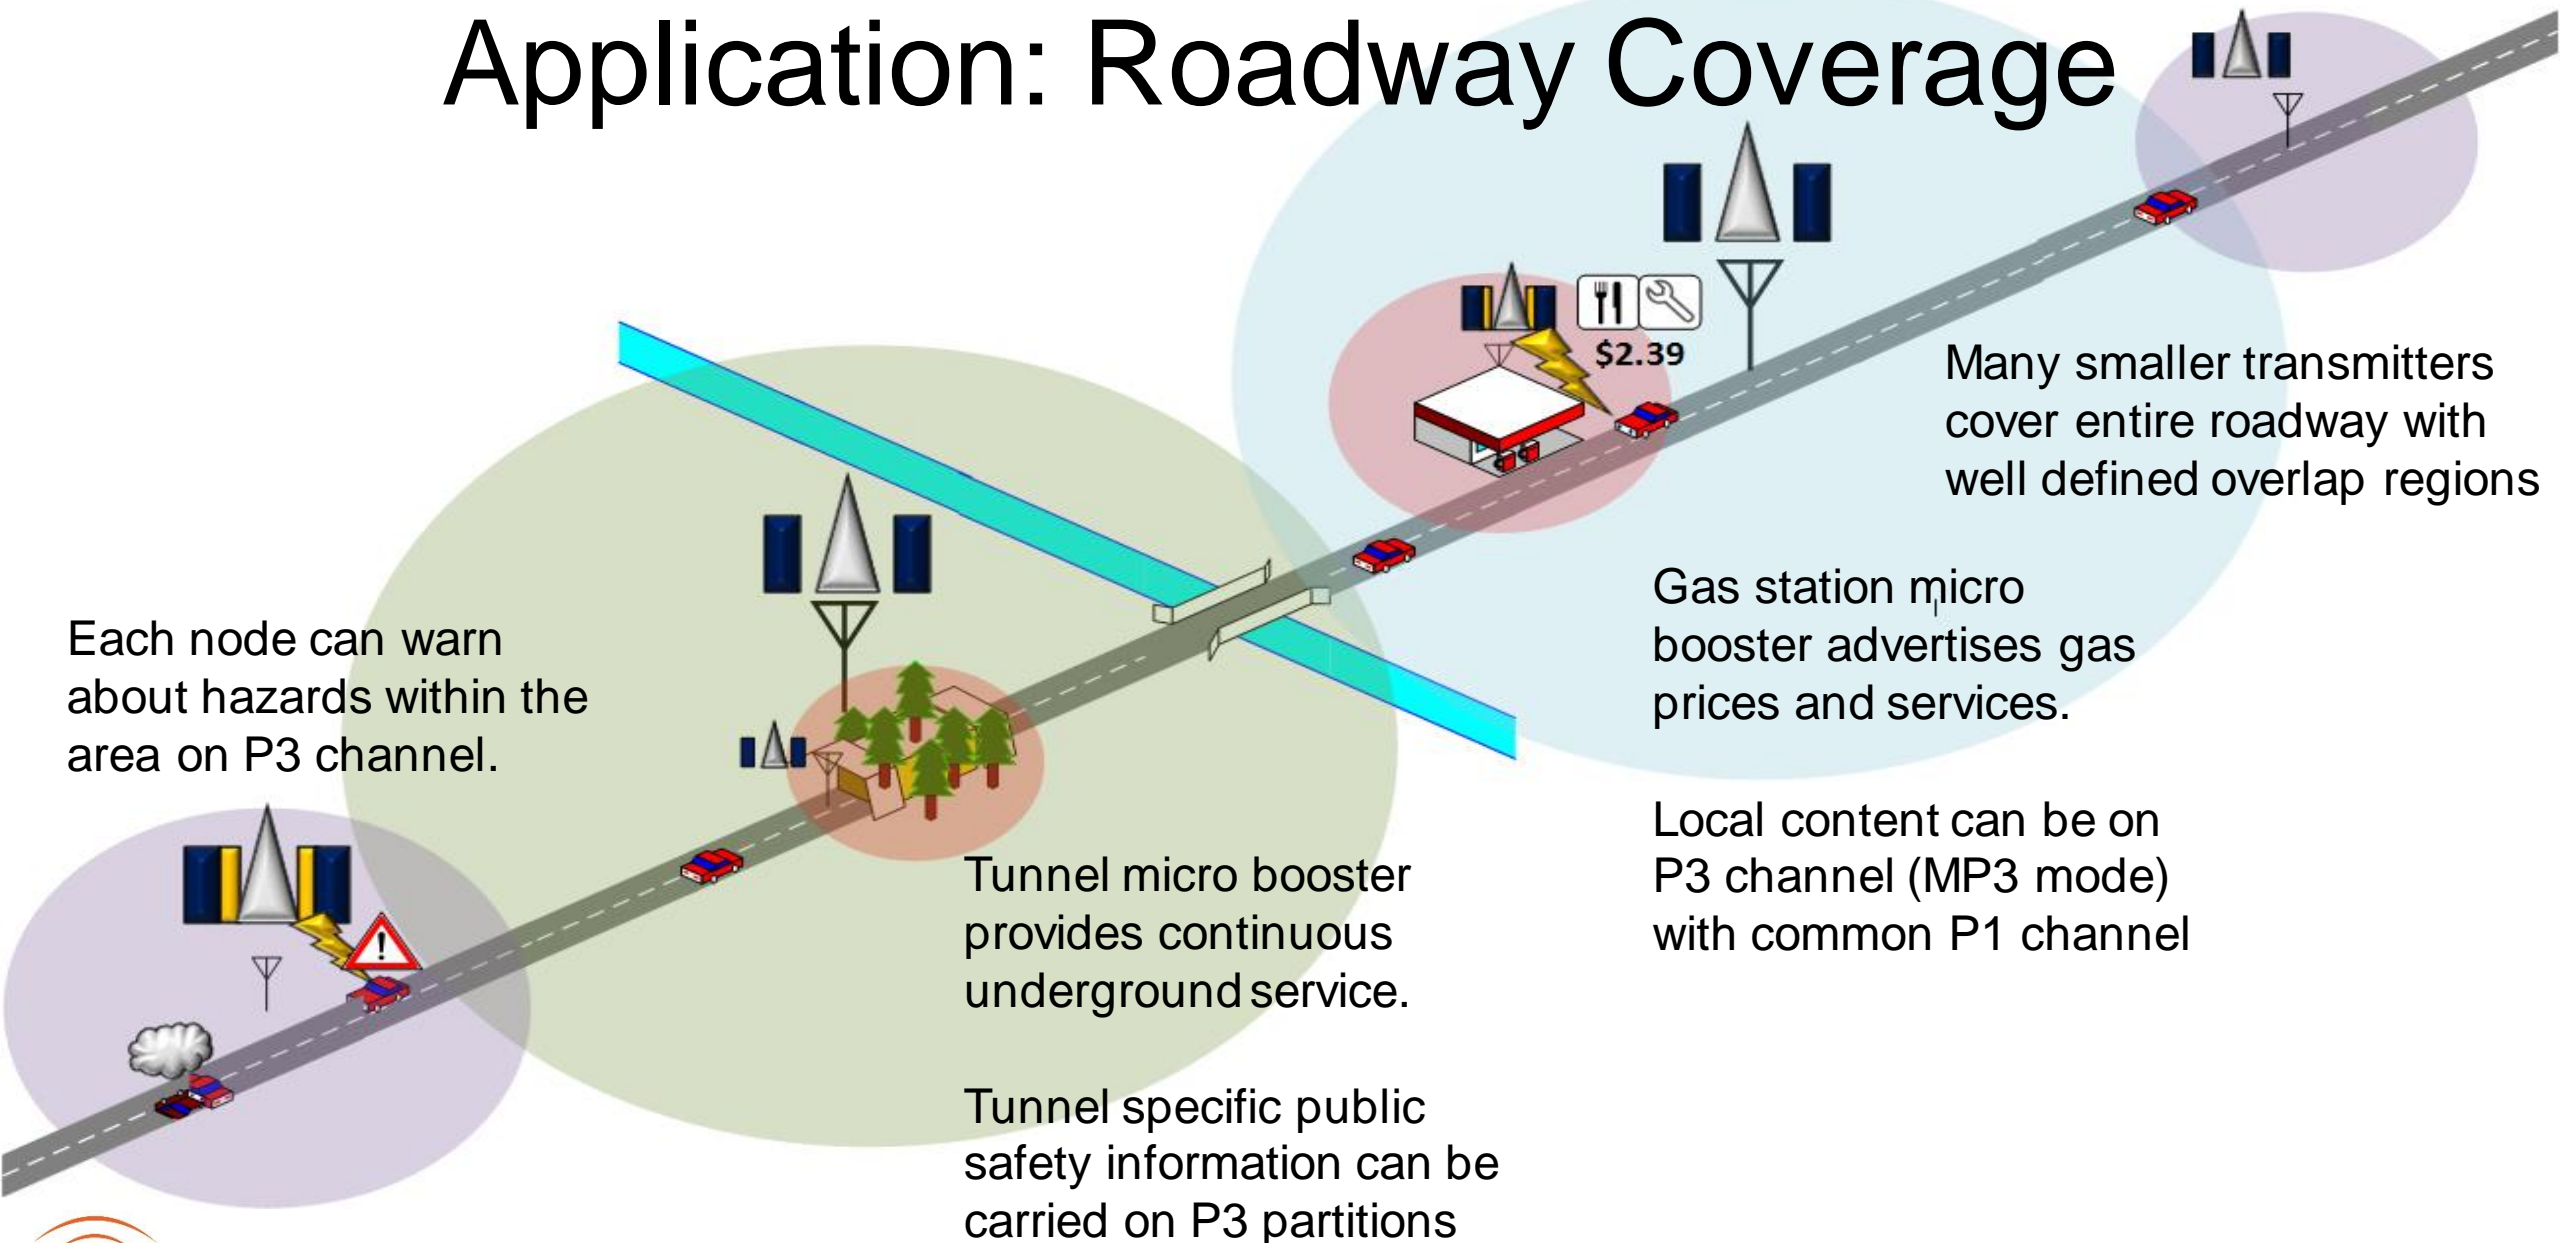 Application: Roadway Coverage
$2.39
Many smaller transmitters
cover entire roadway with
well defined overlap regions
Gas station micro
booster advertises gas
prices and services.
Each node can warn
about hazards within the
area on P3 channel.
Local content can be on
P3 channel (MP3 mode)
with common P1 channel
Tunnel micro booster
provides continuous
underground service.
Tunnel specific public
safety information can be
carried on P3 partitions